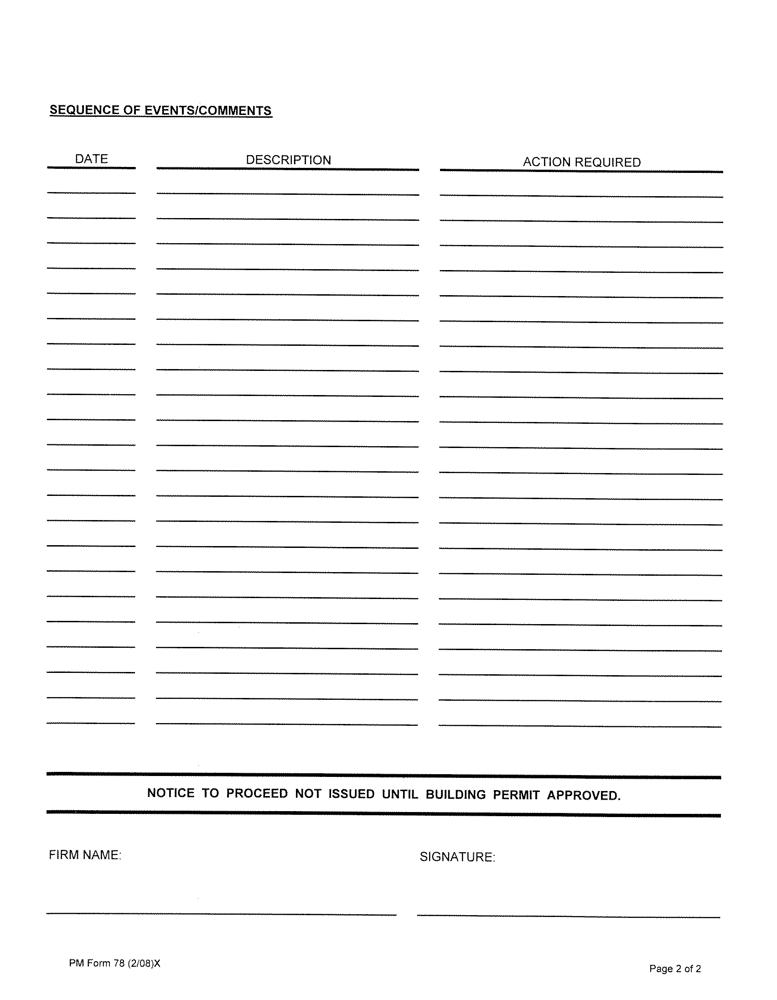 SEQUENCE OF EVENTS/COMMENTS
DATE DESCRIPTION ACTION REQUIRED
NOTICE TO PROCEED NOT ISSUED UNTIL BUILDING PERMIT APPROVED.
FIRM NAME: SIGNATURE:
PM Form 78 (2/08)X
Page 2 of 2